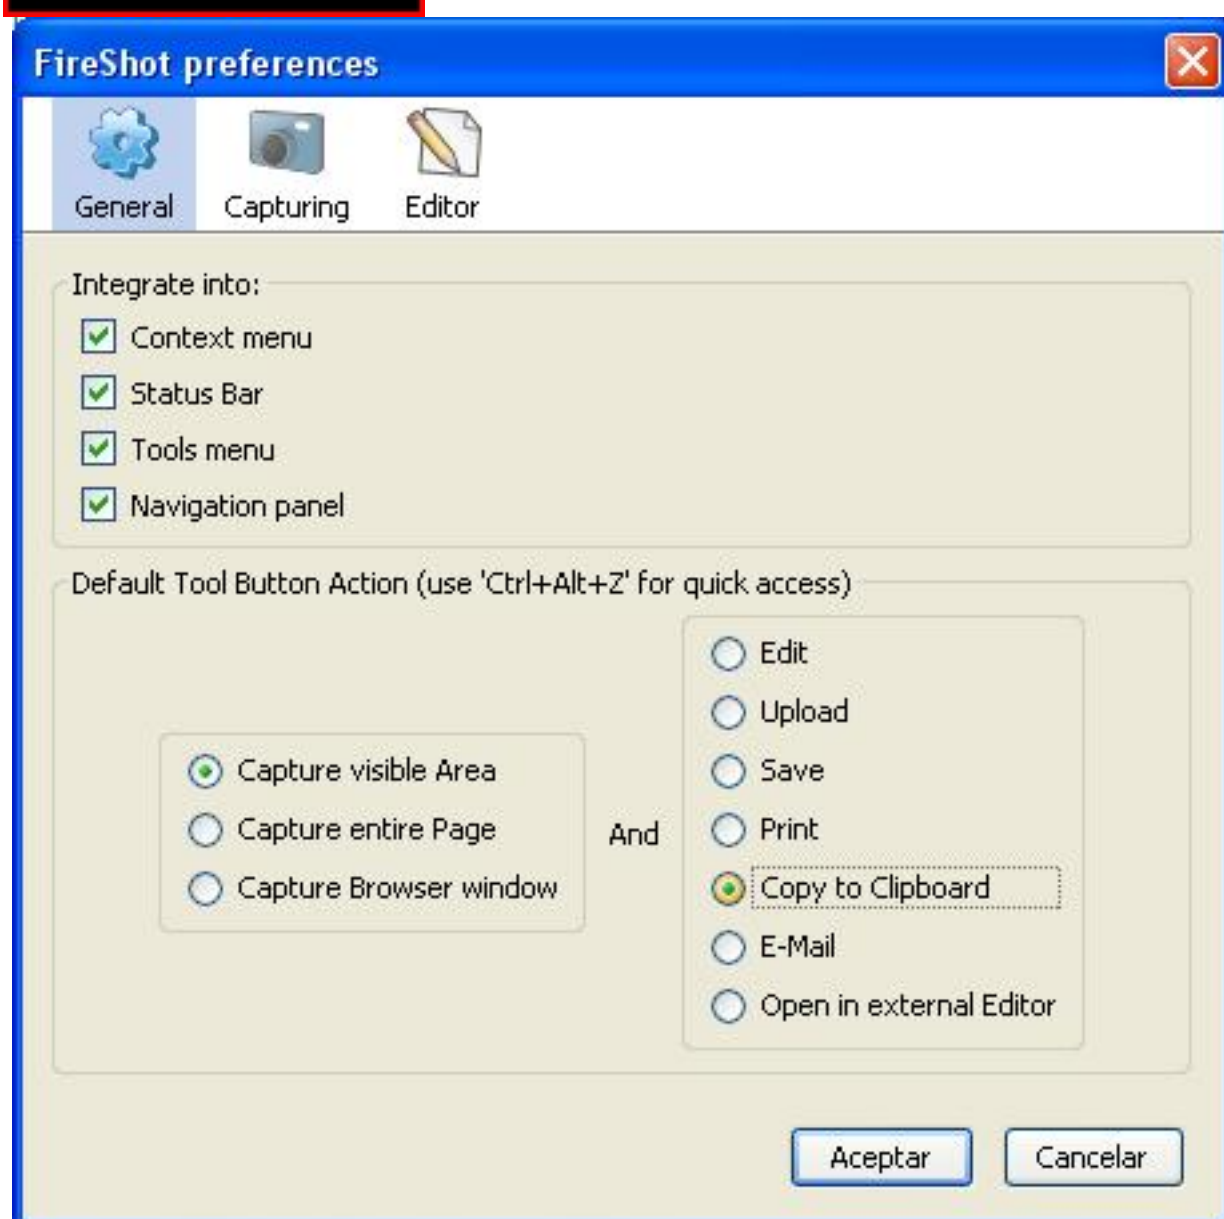 FireShot preferences
General Capturing Editor
Integrate into:
Context menu
Status Bar
Tools menu
Navigation panel
Default Tool Button Action (use 'Ctrl+Alt+Z' for quick access)
Capture visible Area
Capture entire Page
Capture Browser window
And
Edit
Upload
Save
Print
Copy to Clipboard
E-Mail
Open in external Editor
Aceptar Cancelar